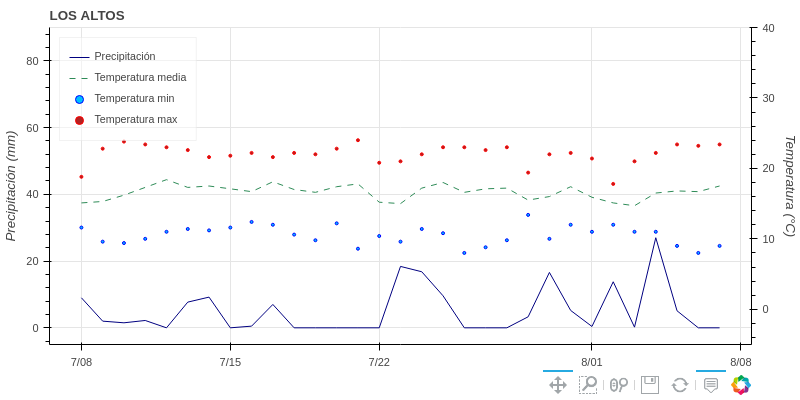 LOS ALTOS
Precipitación
Temperatura media
Temperatura min
Temperatura max
Precipitación (mm)
80
60
40
20
0
Temperatura (°C)
40
30
20
10
0
7/08
7/15
7/22
8/01
8/08